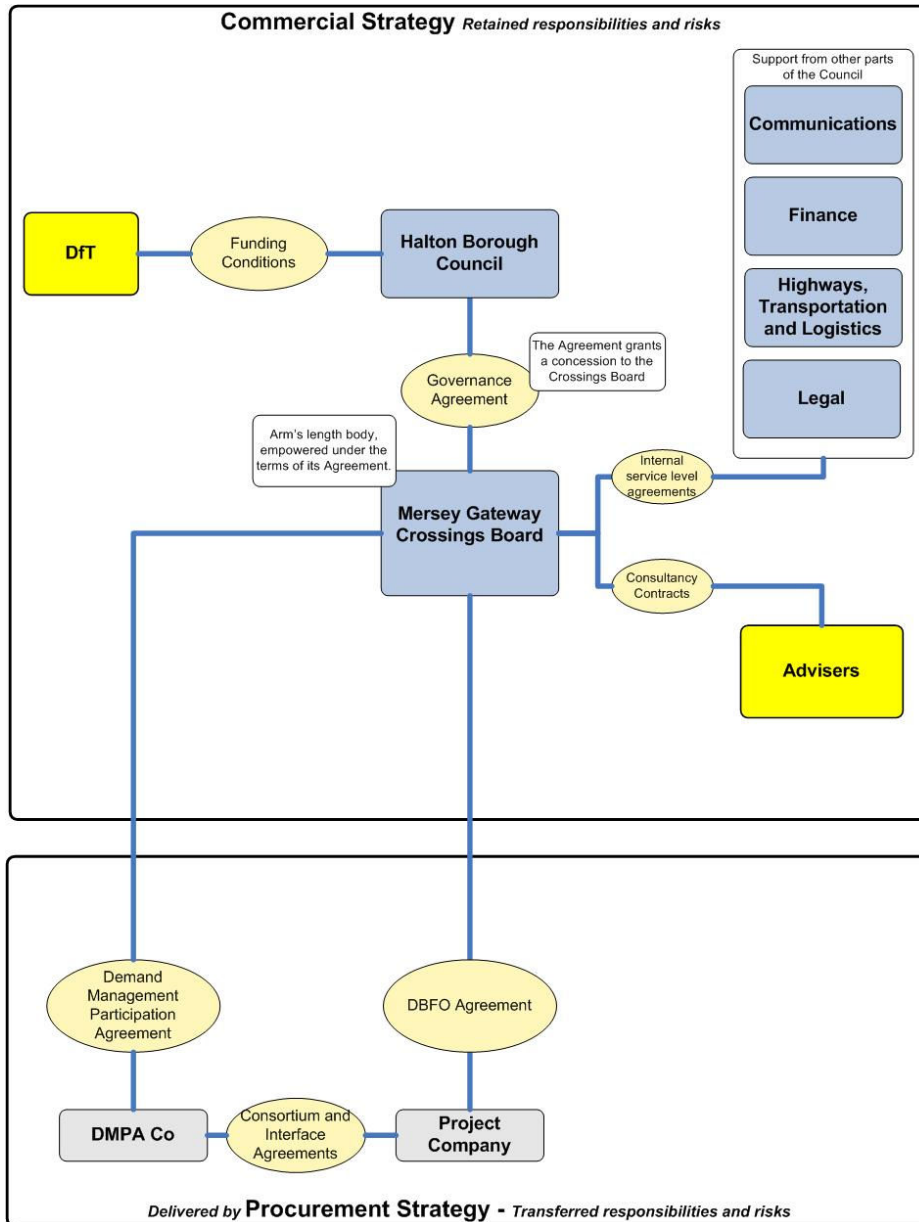 Commercial Strategy Retained responsibilities and risks
Support from other parts
of the Council
Communications
Finance
Highways,
Transportation
and Logistics
Legal
DfT
Funding
Conditions
Halton Borough
Council
The Agreement grants
a concession to the
Crossings Board
Governance
Agreement
Arm's length body,
empowered under the
terms of its Agreement.
Mersey Gateway
Crossings Board
Internal
service level
agreements
Consultancy
Contracts
Advisers
Demand
Management
Participation
Agreement
DBFO Agreement
DMPA Co
Consortium and
Interface
Agreements
Project
Company
Delivered by Procurement Strategy - Transferred responsibilities and risks